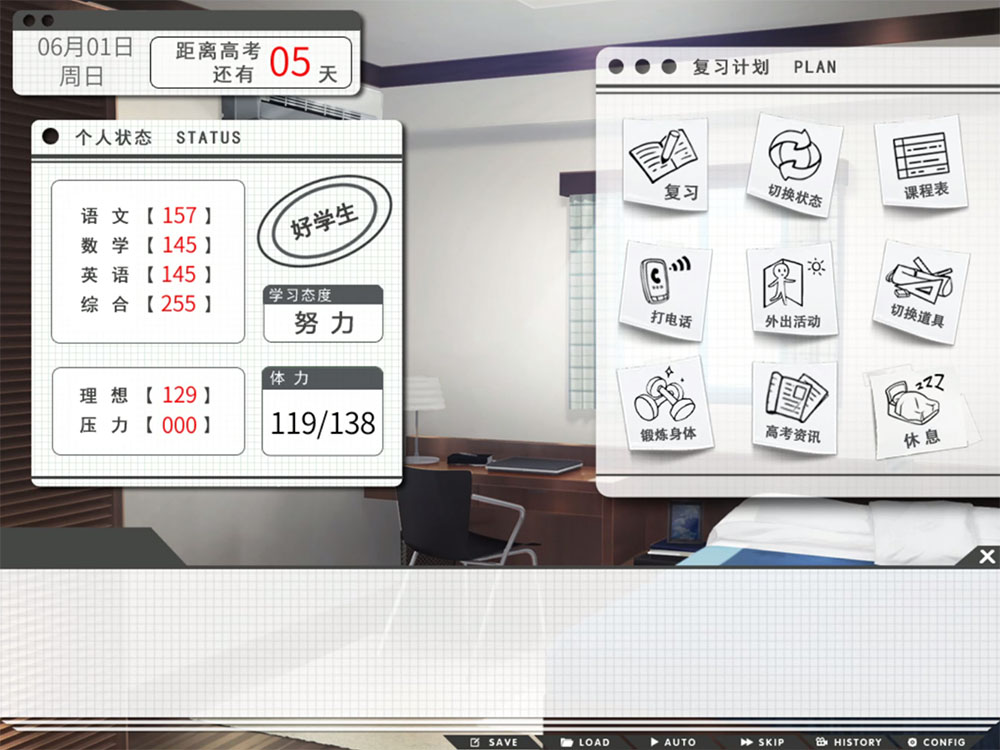 06月01日
周日
距离高考
还有 05 天
个人状态 STATUS
语 文 【 157 】
数 学 【 145 】
英 语 【 145 】
综 合 【 255 】
好学生
学习态度
努 力
理 想 【 129 】
压 力 【 000 】
体 力
119/138
复习计划 PLAN
复习
切换状态
课程表
打电话
外出活动
切换道具
锻炼身体
高考资讯
zzZ
休息
SAVE LOAD AUTO SKIP HISTORY CONFIG